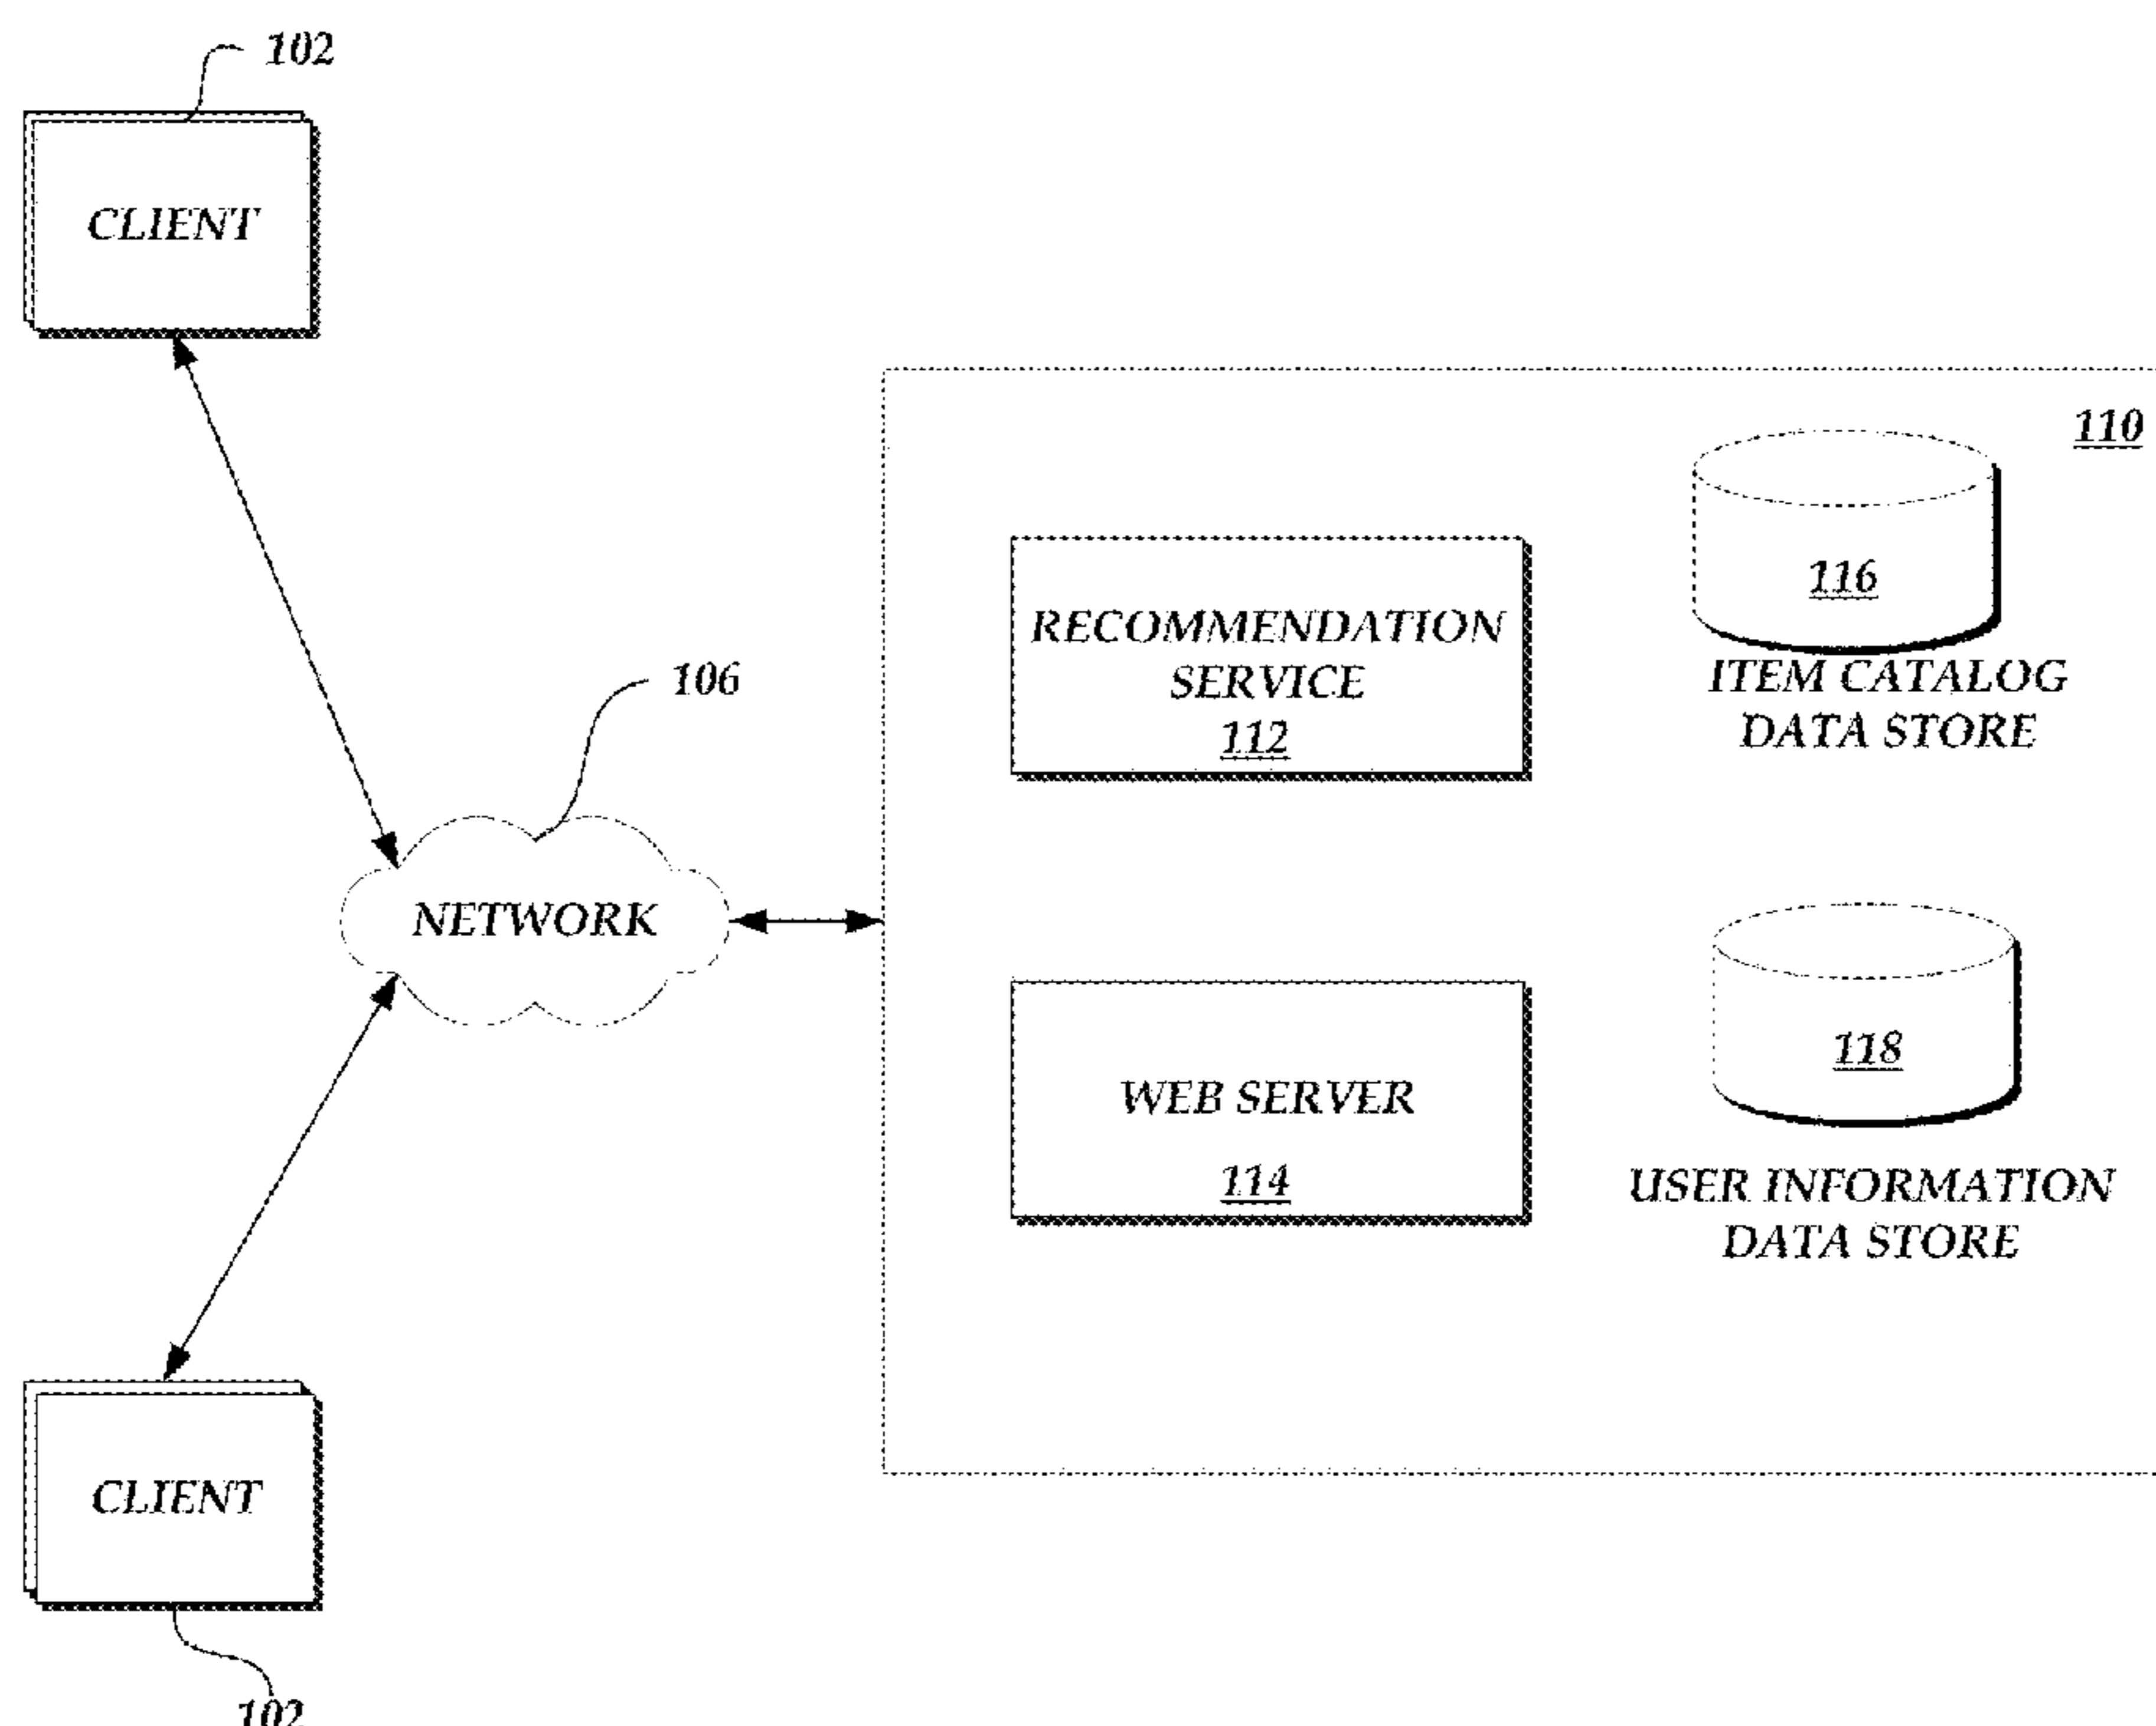 102
CLIENT
110
116
RECOMMENDATION
SERVICE
112
ITEM CATALOG
DATA STORE
106
NETWORK
118
WEB SERVER
114
USER INFORMATION
DATA STORE
CLIENT
102